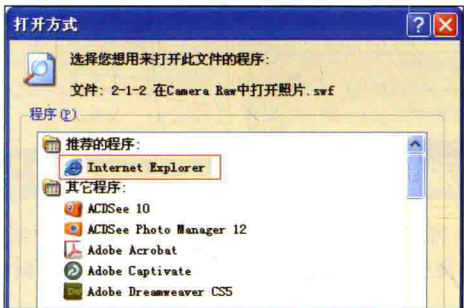 打开方式
选择您想用来打开此文件的程序:
文件: 2-1-2 在Camera Raw中打开照片.swf
程序(P)
推荐的程序:
Internet Explorer
其它程序:
ACDSee 10
ACDSee Photo Manager 12
Adobe Acrobat
Adobe Captivate
Adobe Dreamweaver CS5